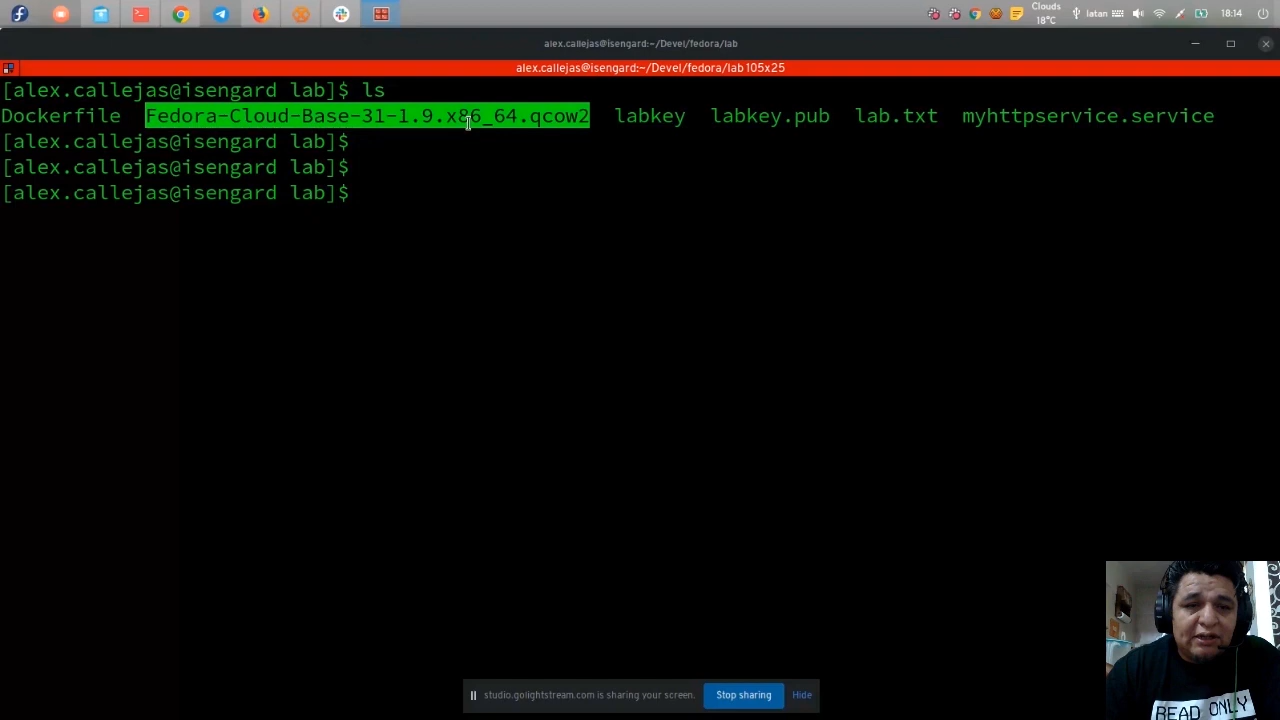 Clouds
18°C
latan
18:14
alex.callejas@isengard:~/Devel/fedora/lab
alex.callejas@isengard:~/Devel/fedora/lab 105x25
[alex.callejas@isengard lab]$ ls
Dockerfile Fedora-Cloud-Base-31-1.9.x86_64.qcow2 labkey labkey.pub lab.txt myhttpservice.service
[alex.callejas@isengard lab]$
[alex.callejas@isengard lab]$
[alex.callejas@isengard lab]$
studio.golightstream.com is sharing your screen. Stop sharing Hide
READ ONLY